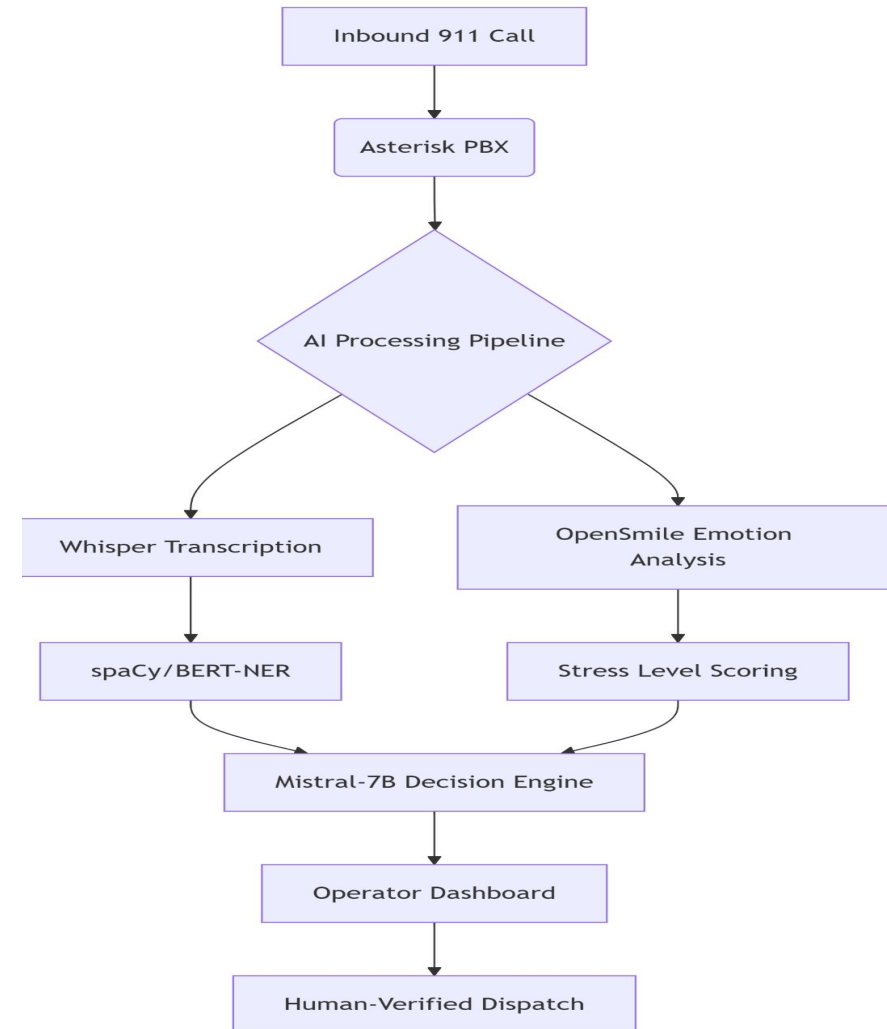 Inbound 911 Call
Asterisk PBX
AI Processing Pipeline
Whisper Transcription
OpenSmile Emotion
Analysis
spaCy/BERT-NER
Stress Level Scoring
Mistral-7B Decision Engine
Operator Dashboard
Human-Verified Dispatch